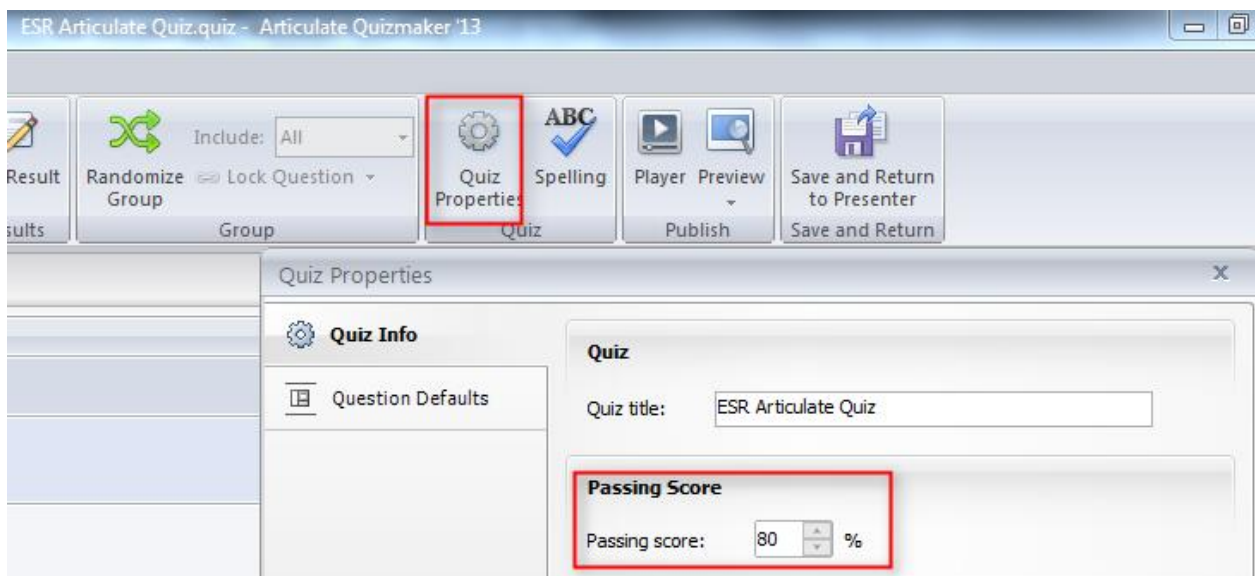 ESR Articulate Quiz.quiz - Articulate Quizmaker '13
Include: All
ABC
Result
Randomize Group
Lock Question
Quiz Properties
Spelling
Player
Preview
Save and Return to Presenter
Group
Quiz
Publish
Save and Return
Quiz Properties
x
Quiz Info
Quiz
Question Defaults
Quiz title: ESR Articulate Quiz
Passing Score
Passing score: 80 %